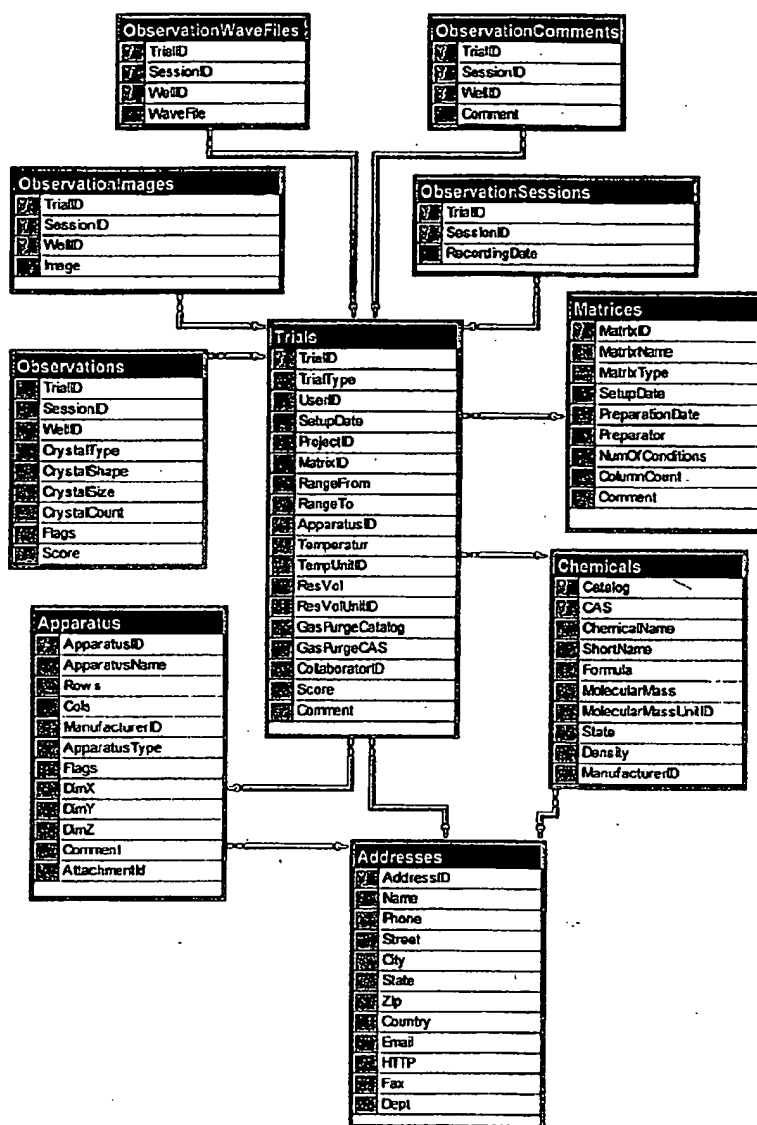 ObservationWaveFiles
TrialID
SessionID
WellID
WaveFile
ObservationComments
TrialID
SessionID
WellID
Comment
ObservationImages
TrialID
SessionID
WellID
Image
ObservationSessions
TrialID
SessionID
RecordingDate
Matrices
MatrixID
MatrixName
MatrixType
SetupDate
PreparationDate
Preparator
NumOfConditions
ColumnCount
Comment
Trials
TrialID
TrialType
UserID
SetupDate
ProjectID
MatrixID
RangeFrom
RangeTo
ApparatusID
Temperatur
TempUnitID
ResVol
ResVolUnitID
GasPurgeCatalog
GasPurgeCAS
CollaboratorID
Score
Comment
Observations
TrialID
SessionID
WellID
CrystalType
CrystalShape
CrystalSize
CrystalCount
Flags
Score
Chemicals
Catalog
CAS
ChemicalName
ShortName
Formula
MolecularMass
MolecularMassUnitID
State
Density
ManufacturerID
Apparatus
ApparatusID
ApparatusName
Rows
Cols
ManufacturerID
ApparatusType
Flags
DimX
DimY
DimZ
Comment
AttachmentId
Addresses
AddressID
Name
Phone
Street
City
State
Zip
Country
Email
HTTP
Fax
Dept